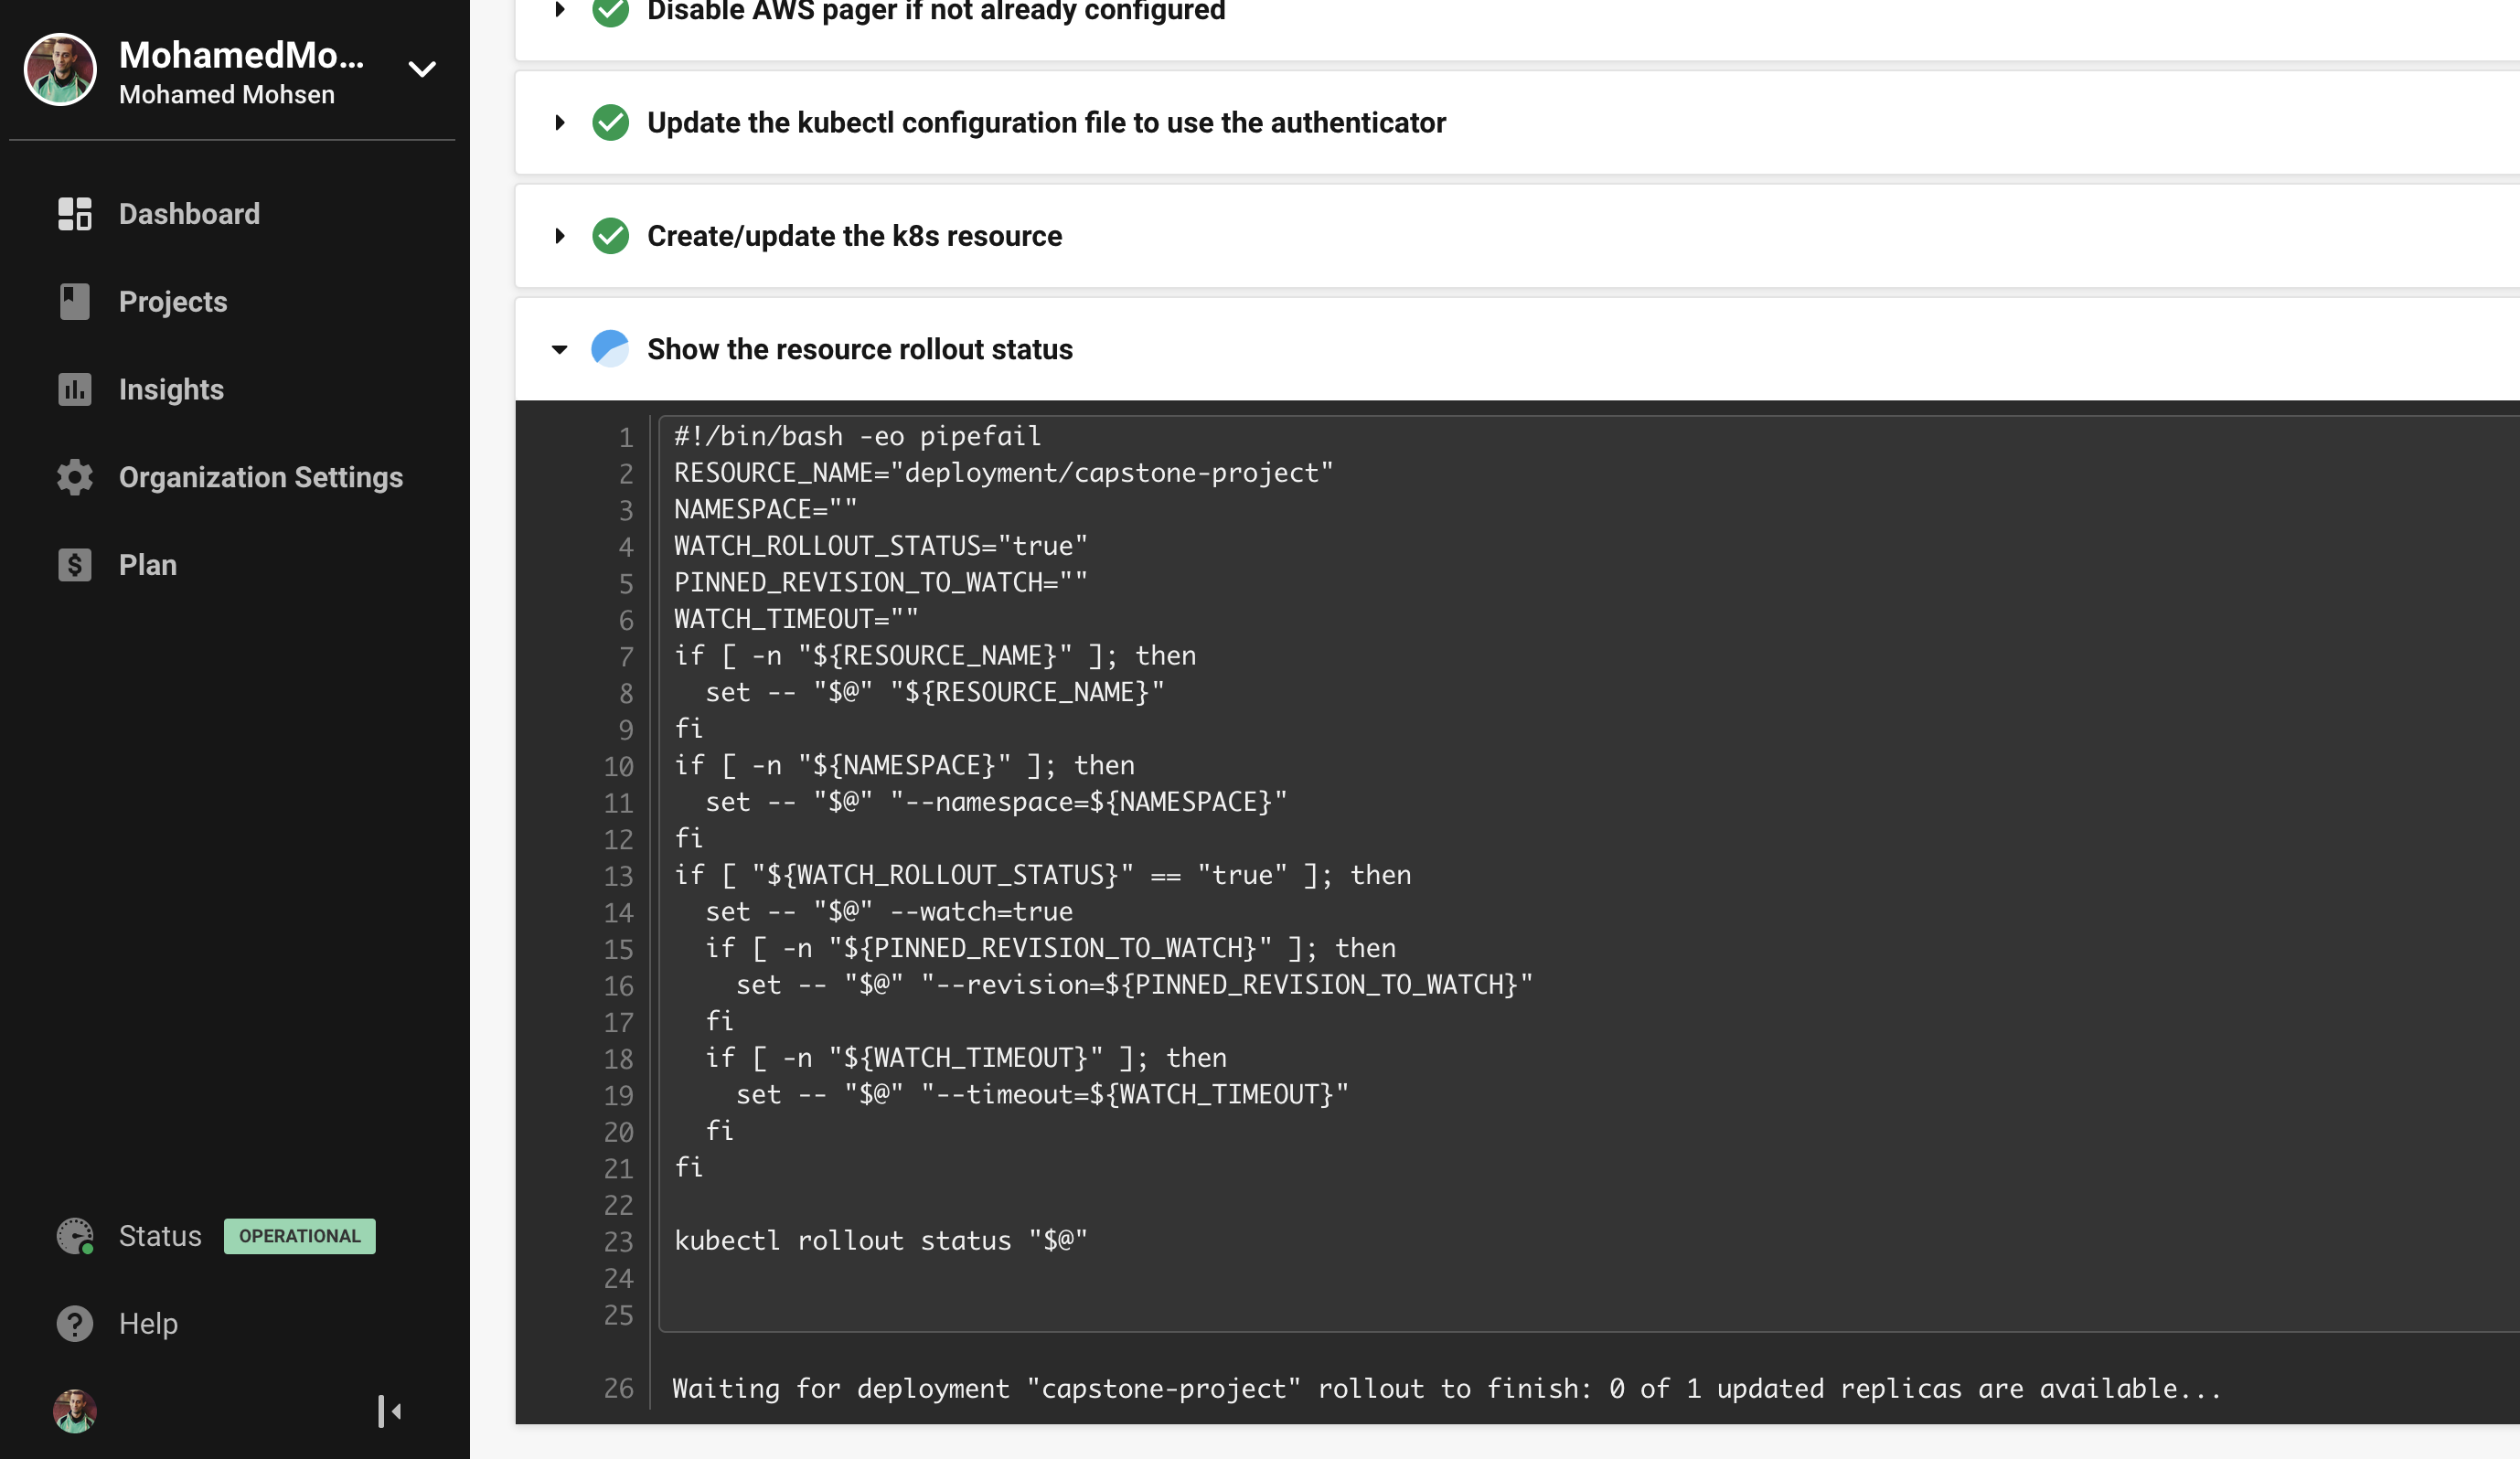 MohamedMo...
Mohamed Mohsen
Dashboard
Projects
Insights
Organization Settings
Plan
Status OPERATIONAL
Help
Disable AWS pager if not already configured
Update the kubectl configuration file to use the authenticator
Create/update the k8s resource
Show the resource rollout status
1 #!/bin/bash -eo pipefail
2 RESOURCE_NAME="deployment/capstone-project"
3 NAMESPACE=""
4 WATCH_ROLLOUT_STATUS="true"
5 PINNED_REVISION_TO_WATCH=""
6 WATCH_TIMEOUT=""
7 if [ -n "${RESOURCE_NAME}" ]; then
8   set -- "$@" "${RESOURCE_NAME}"
9 fi
10 if [ -n "${NAMESPACE}" ]; then
11   set -- "$@" "--namespace=${NAMESPACE}"
12 fi
13 if [ "${WATCH_ROLLOUT_STATUS}" == "true" ]; then
14   set -- "$@" --watch=true
15   if [ -n "${PINNED_REVISION_TO_WATCH}" ]; then
16     set -- "$@" "--revision=${PINNED_REVISION_TO_WATCH}"
17   fi
18   if [ -n "${WATCH_TIMEOUT}" ]; then
19     set -- "$@" "--timeout=${WATCH_TIMEOUT}"
20   fi
21 fi
22
23 kubectl rollout status "$@"
24
25
26 Waiting for deployment "capstone-project" rollout to finish: 0 of 1 updated replicas are available...